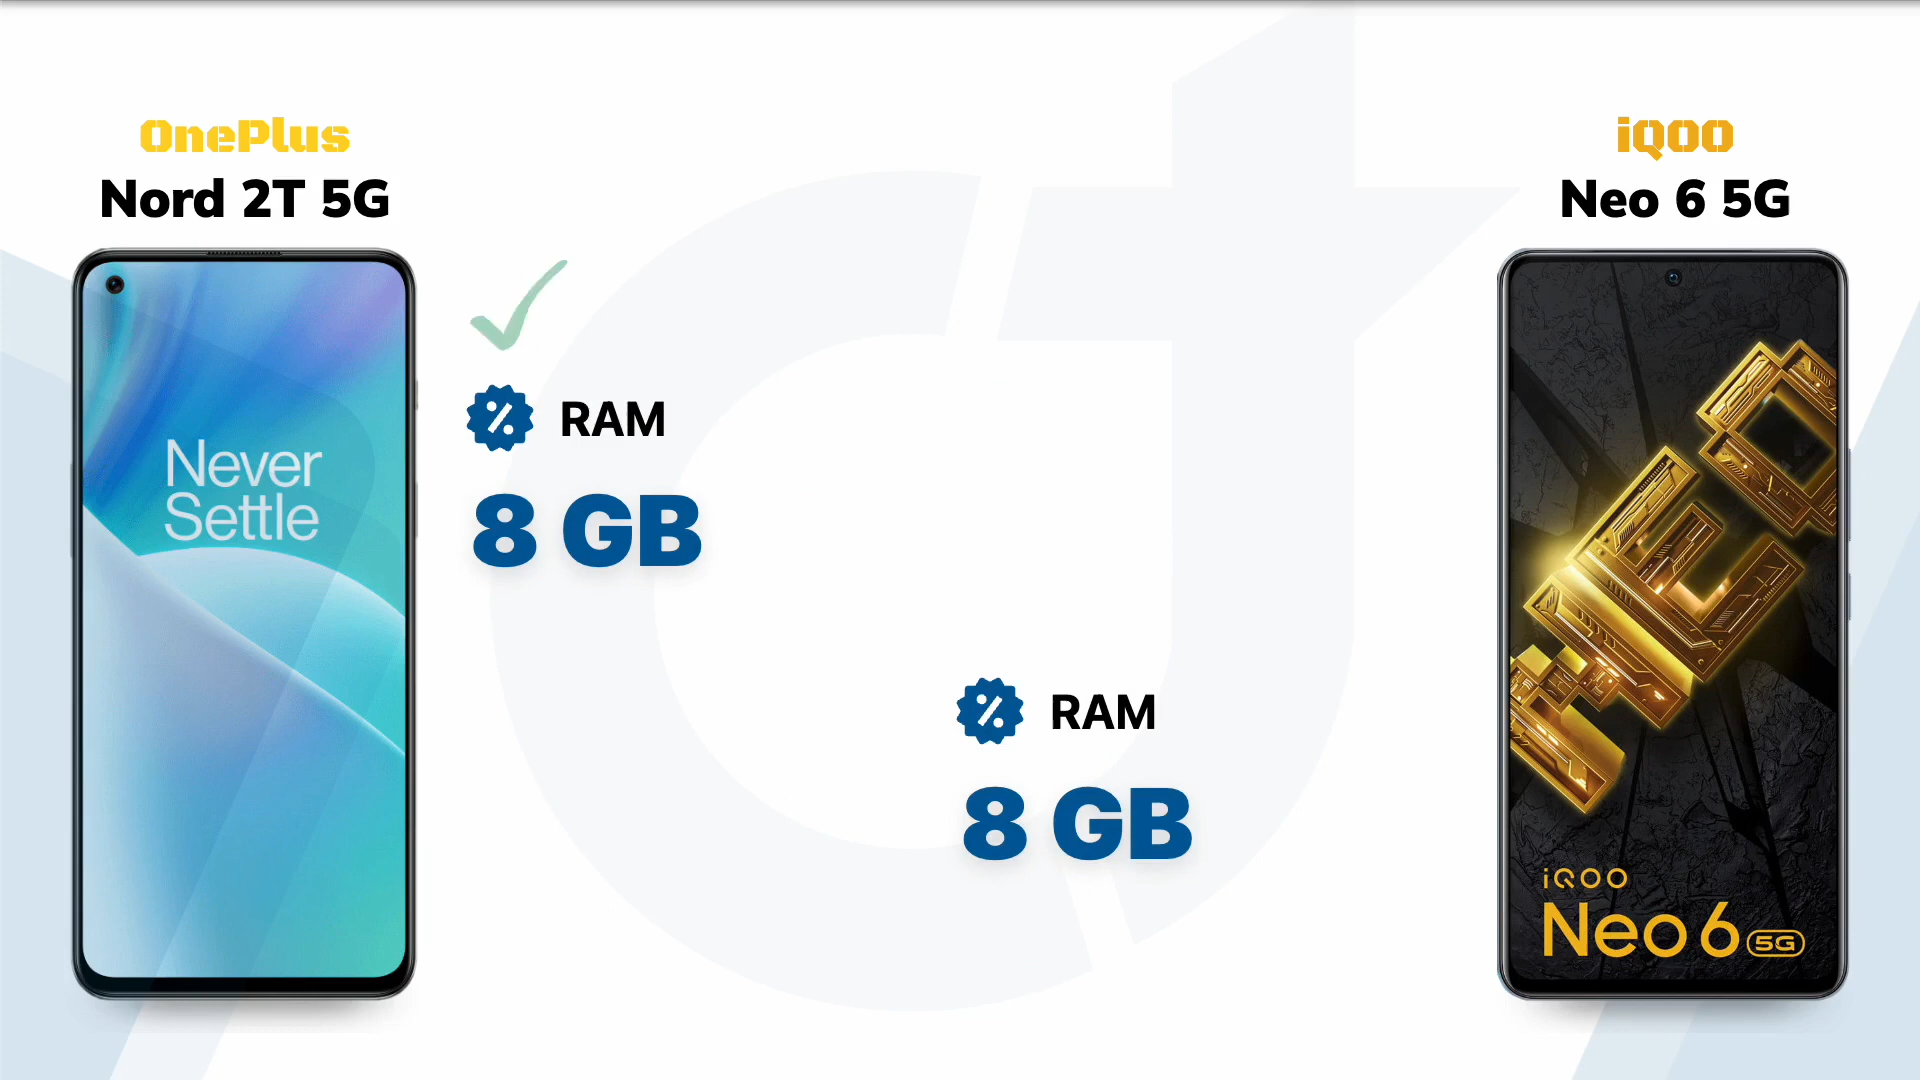 OnePlus
Nord 2T 5G
Never
Settle
RAM
8 GB
RAM
8 GB
iQOO
Neo 6 5G
NEO
iQOO
Neo 6 5G